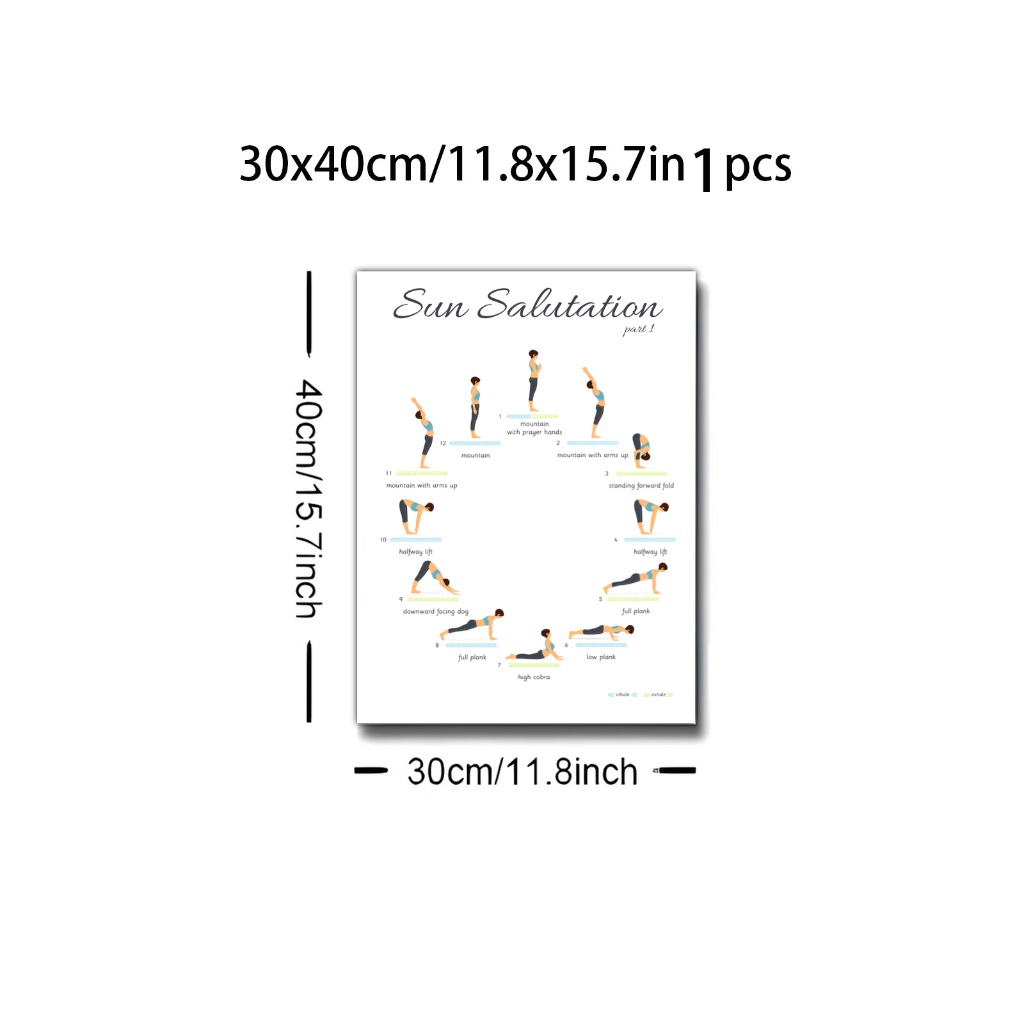 30x40cm/11.8x15.7in 1 pcs
Sun Salutation
part 1
1
mountain
with prayer hands
2
mountain with arms up
3
standing forward fold
4
halfway lift
5
full plank
6
low plank
7
high cobra
8
full plank
9
downward facing dog
10
halfway lift
11
mountain with arms up
12
mountain
inhale
exhale
40cm/15.7inch
30cm/11.8inch